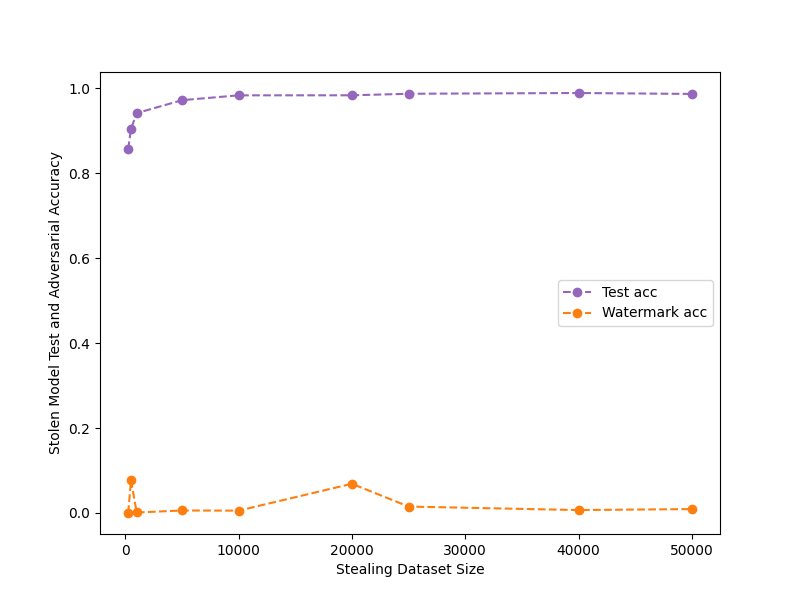 1.0
0.8
0.6
0.4
0.2
0.0
Stolen Model Test and Adversarial Accuracy
Test acc
Watermark acc
0 10000 20000 30000 40000 50000
Stealing Dataset Size